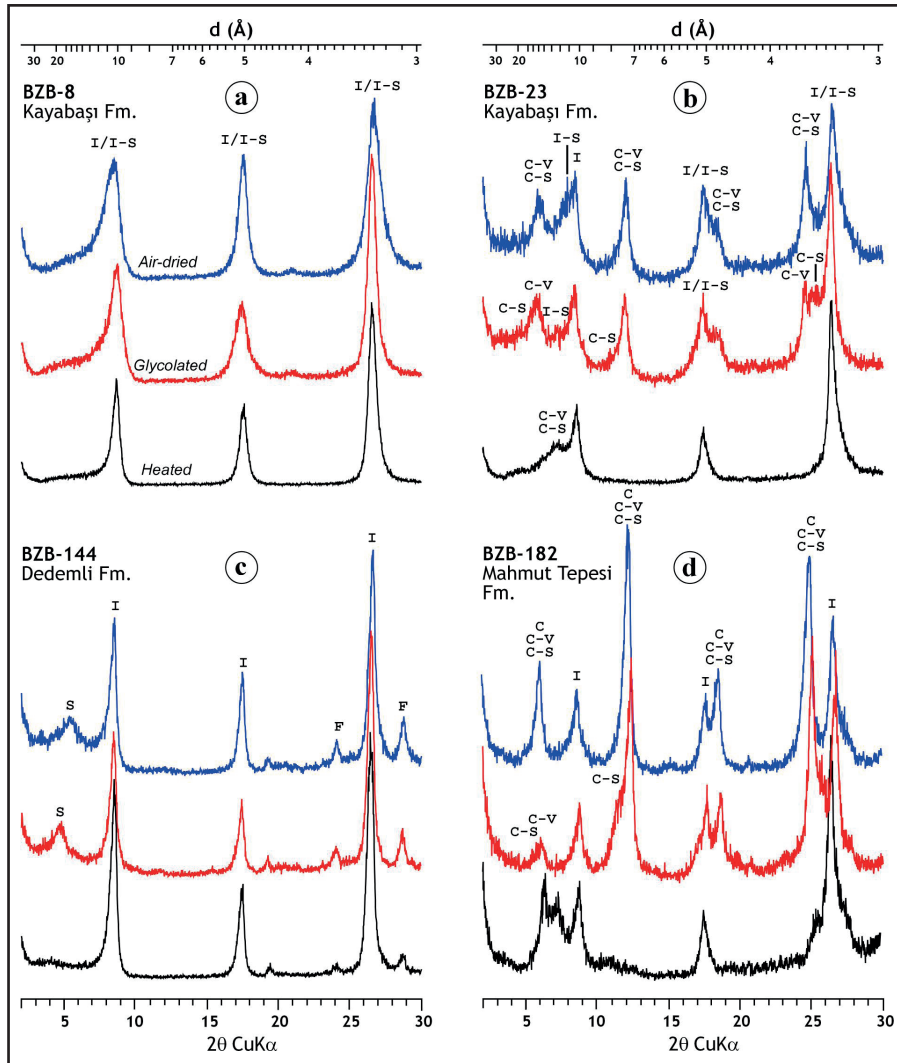 d (Å)
30 20 10 7 6 5 4 3
BZB-8
Kayabaşı Fm.
a
I/I-S
I/I-S
I/I-S
Air-dried
Glycolated
Heated
d (Å)
30 20 10 7 6 5 4 3
BZB-23
Kayabaşı Fm.
b
I/I-S
C-V
C-S
I-S
I
C-V
C-S
C-V
C-S
I/I-S
C-V
C-S
C-S
C-V
C-V
C-S
I-S
C-S
I/I-S
C-V
C-S
BZB-144
Dedemli Fm.
c
I
I
I
S
F
F
S
5 10 15 20 25 30
2θ CuKα
BZB-182
Mahmut Tepesi
Fm.
d
C
C-V
C-S
C
C-V
C-S
I
C
C-V
C-S
I
I
C
C-V
C-S
C-S
C-V
C-S
5 10 15 20 25 30
2θ CuKα